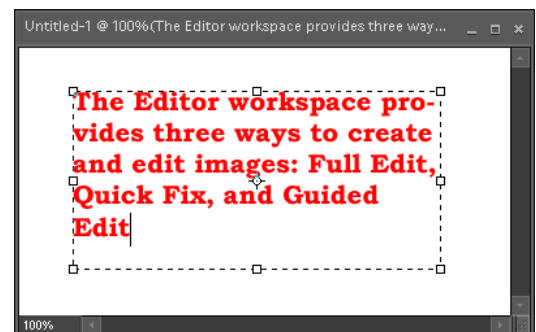 Untitled-1 @ 100%(The Editor workspace provides three way...
The Editor workspace pro-
vides three ways to create
and edit images: Full Edit,
Quick Fix, and Guided
Edit
100%